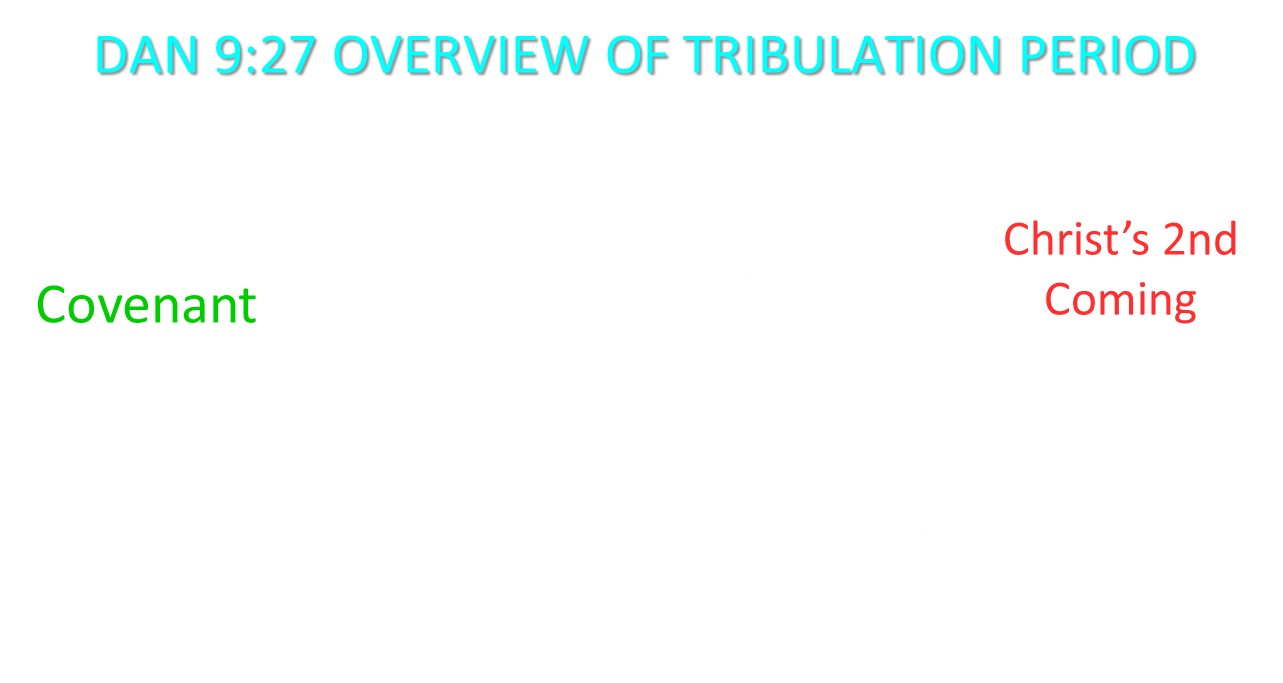 DAN 9:27 OVERVIEW OF TRIBULATION PERIOD
Christ’s 2nd
Coming
Covenant